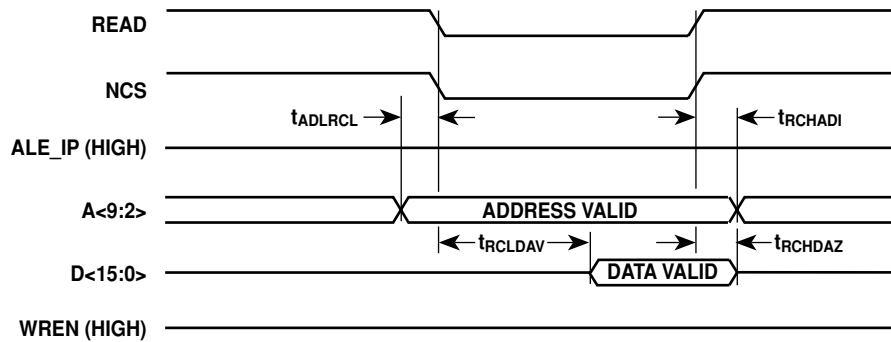 READ
NCS
tADLRCL
tRCHADI
ALE_IP (HIGH)
A<9:2>
ADDRESS VALID
tRCLDAV
tRCHDAZ
D<15:0>
DATA VALID
WREN (HIGH)